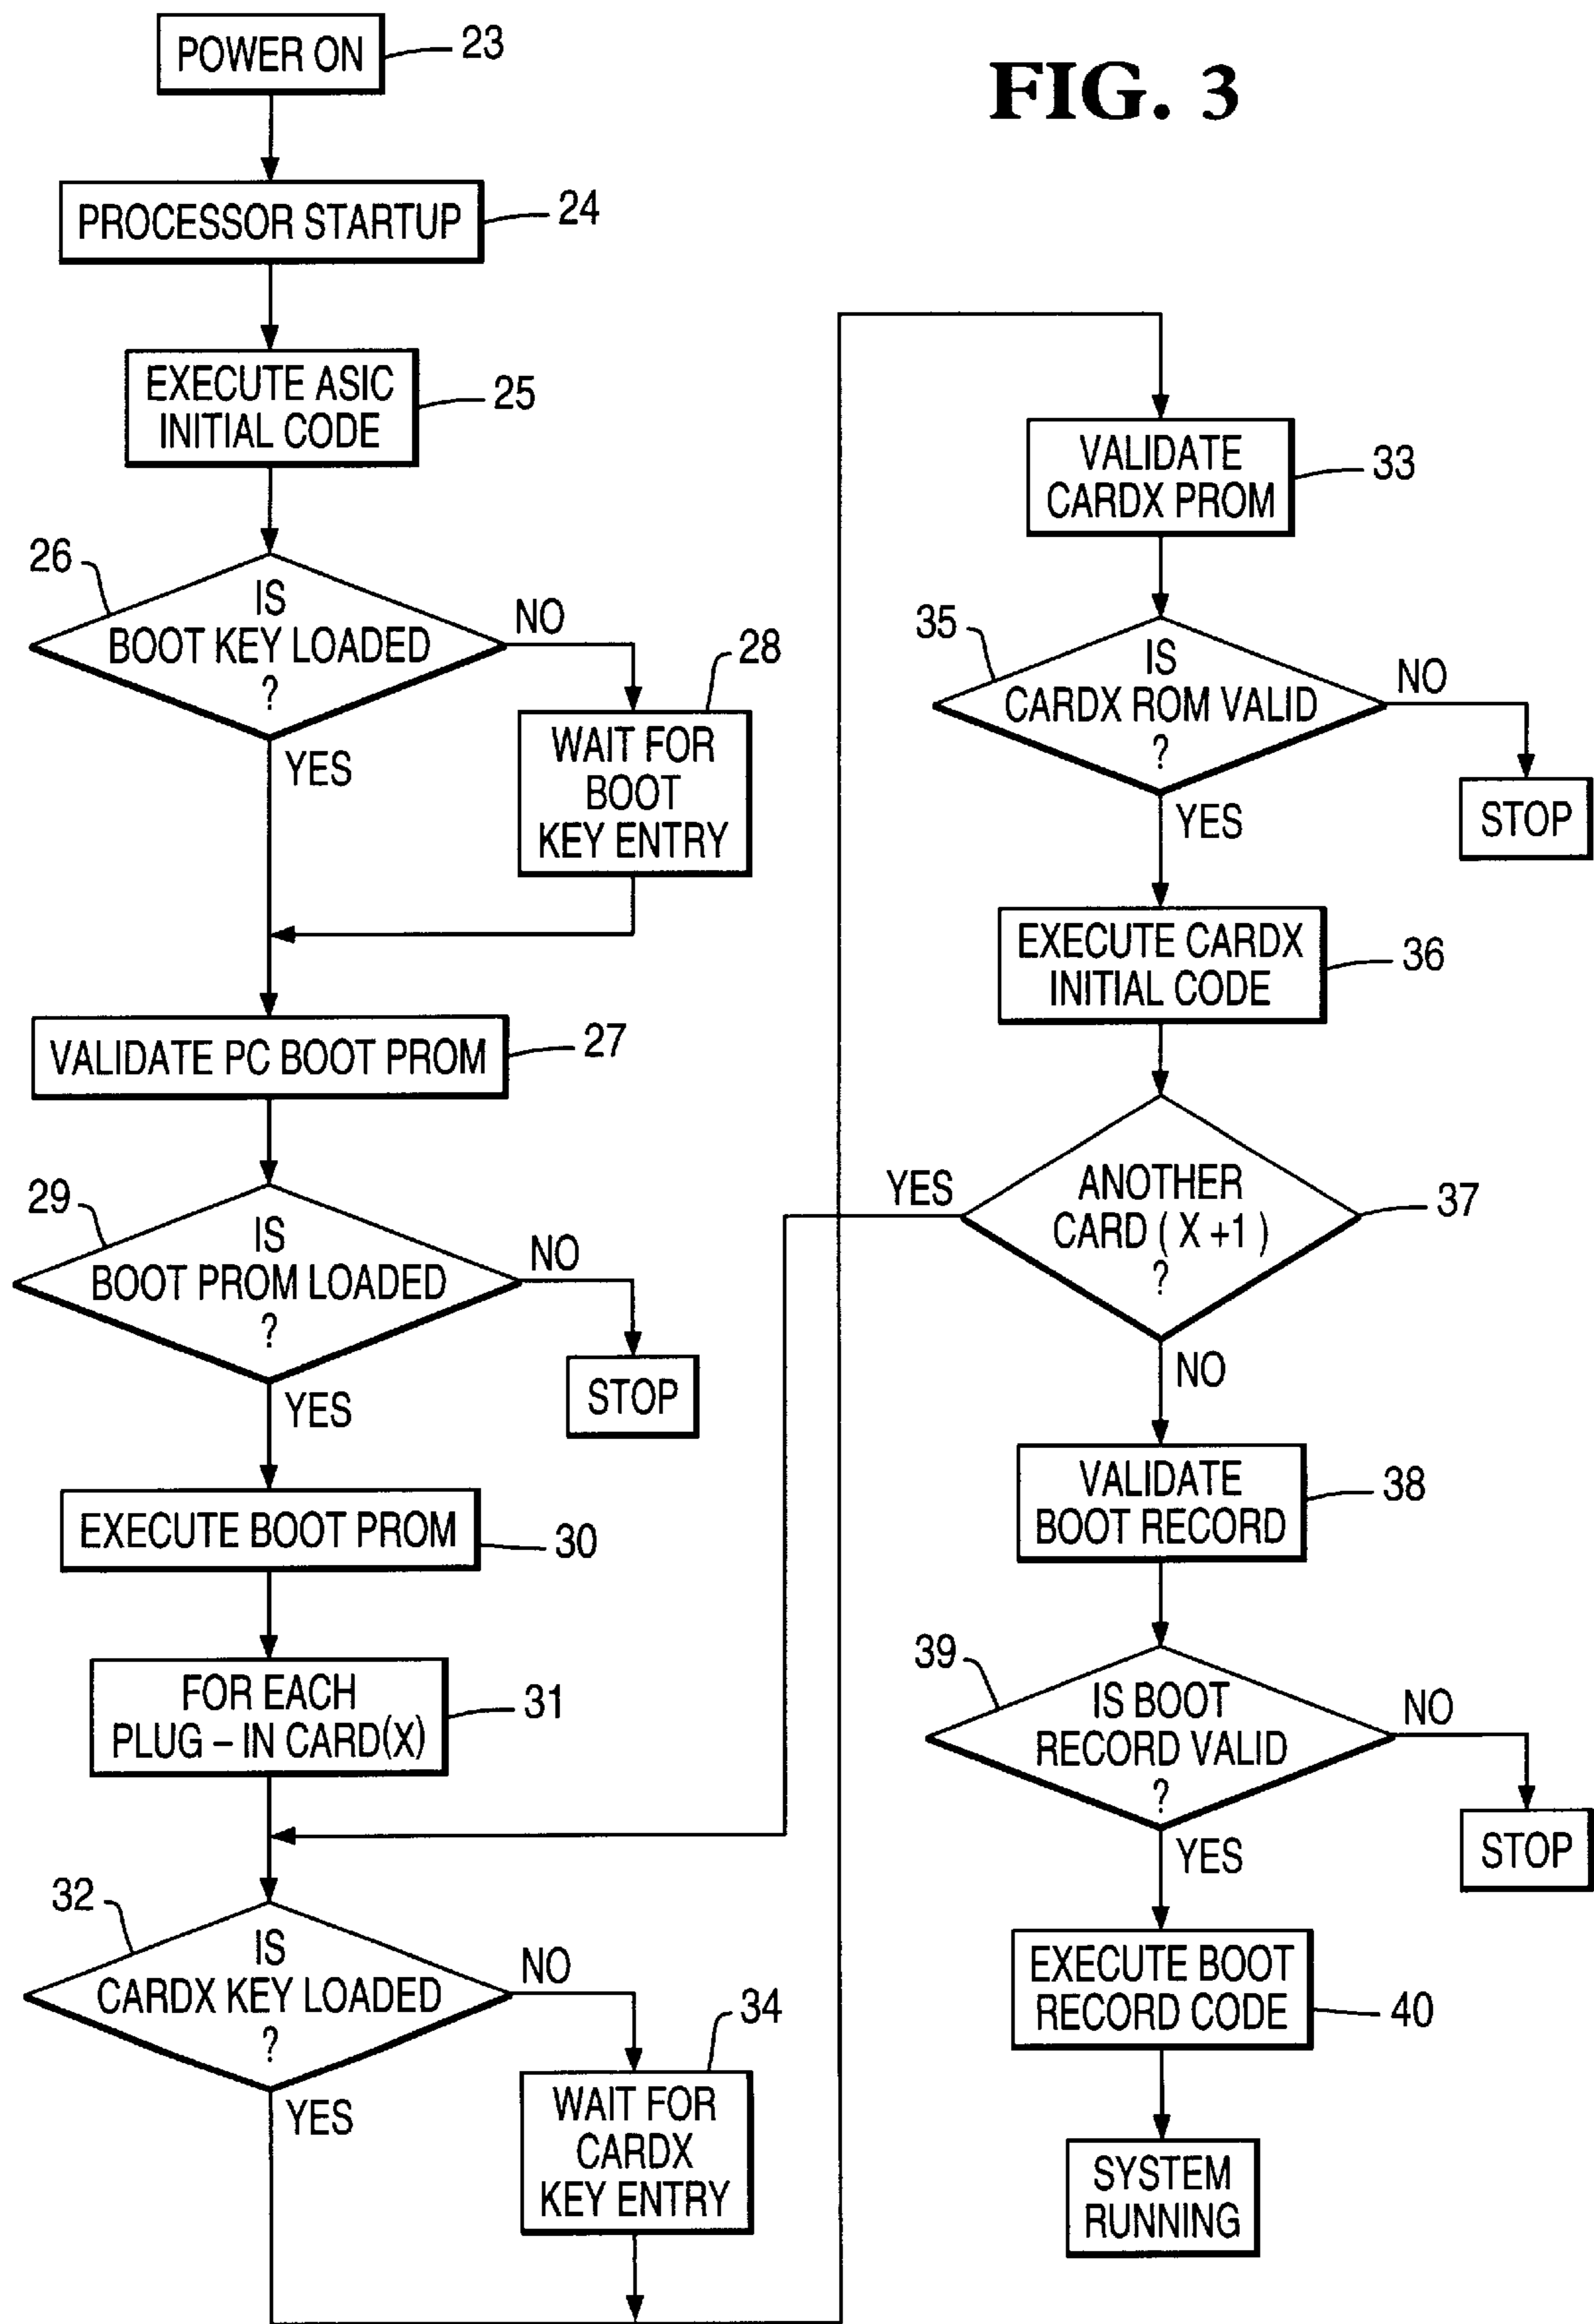 FIG. 3
POWER ON
23
PROCESSOR STARTUP
24
EXECUTE ASIC
INITIAL CODE
25
26
IS
BOOT KEY LOADED
?
NO
YES
28
WAIT FOR
BOOT
KEY ENTRY
VALIDATE PC BOOT PROM
27
29
IS
BOOT PROM LOADED
?
NO
STOP
YES
EXECUTE BOOT PROM
30
FOR EACH
PLUG – IN CARD(X)
31
32
IS
CARDX KEY LOADED
?
NO
YES
34
WAIT FOR
CARDX
KEY ENTRY
VALIDATE
CARDX PROM
33
35
IS
CARDX ROM VALID
?
NO
STOP
YES
EXECUTE CARDX
INITIAL CODE
36
YES
ANOTHER
CARD ( X +1 )
?
37
NO
VALIDATE
BOOT RECORD
38
39
IS BOOT
RECORD VALID
?
NO
STOP
YES
EXECUTE BOOT
RECORD CODE
40
SYSTEM
RUNNING